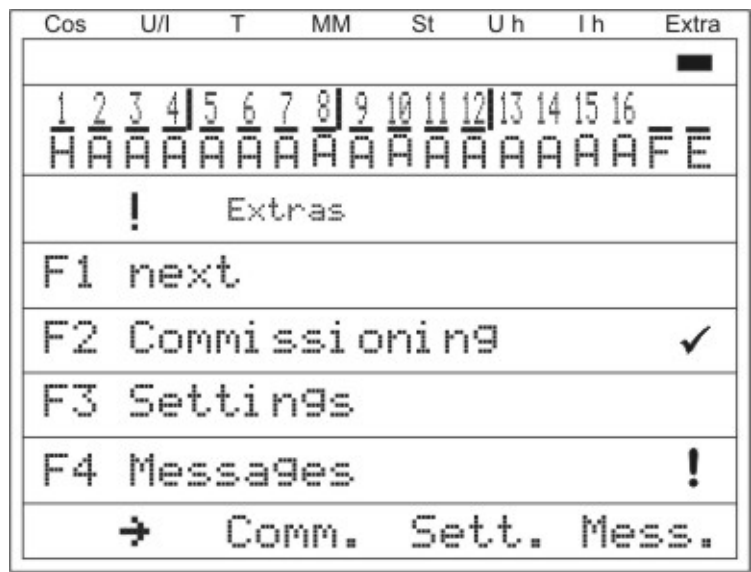 Cos U/I T MM St U h I h Extra
1 2 3 4 5 6 7 8 9 10 11 12 13 14 15 16
H A A A A A A A A A A A A A A A F E
! Extras
F1 next
F2 Commissioning ✓
F3 Settings
F4 Messages !
→ Comm. Sett. Mess.